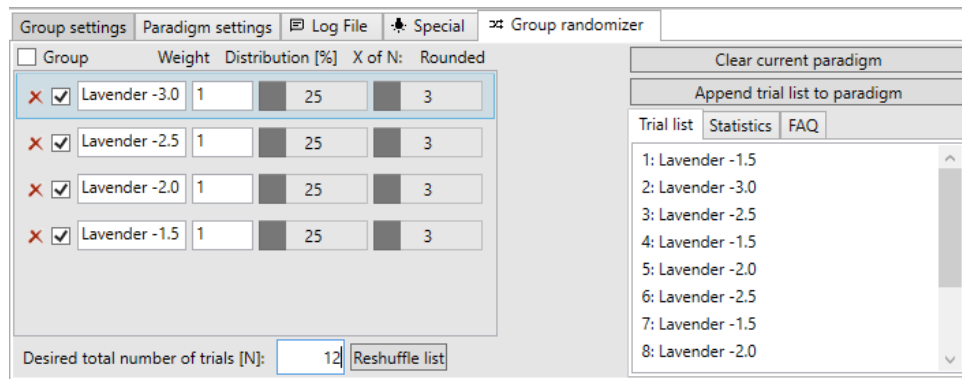 Group settings Paradigm settings Log File Special Group randomizer
Group Weight Distribution [%] X of N: Rounded
Lavender -3.0 1 25 3
Lavender -2.5 1 25 3
Lavender -2.0 1 25 3
Lavender -1.5 1 25 3
Desired total number of trials [N]: 12 Reshuffle list
Clear current paradigm
Append trial list to paradigm
Trial list Statistics FAQ
1: Lavender -1.5
2: Lavender -3.0
3: Lavender -2.5
4: Lavender -1.5
5: Lavender -2.0
6: Lavender -2.5
7: Lavender -1.5
8: Lavender -2.0